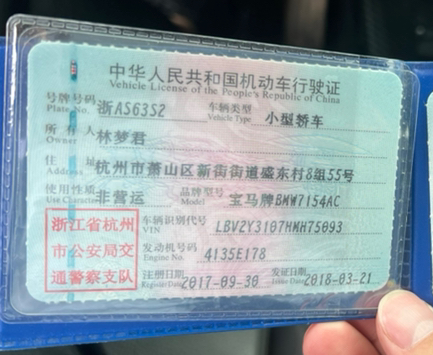 中华人民共和国机动车行驶证
Vehicle License of the People's Republic of China
号牌号码 浙AS63S2 车辆类型 小型轿车
Plate No. Vehicle Type
所有人 林梦君
Owner
住址 杭州市萧山区新街街道盛东村8组55号
Address
使用性质 非营运 品牌型号 宝马牌BMW7154AC
Use Character Model
浙江省杭州 车辆识别代号 LBV2Y3107HMH75093
VIN
市公安局交 发动机号码 4135E178
Engine No.
通警察支队 注册日期 2017-09-30 发证日期 2018-03-21
Register Date Issue Date